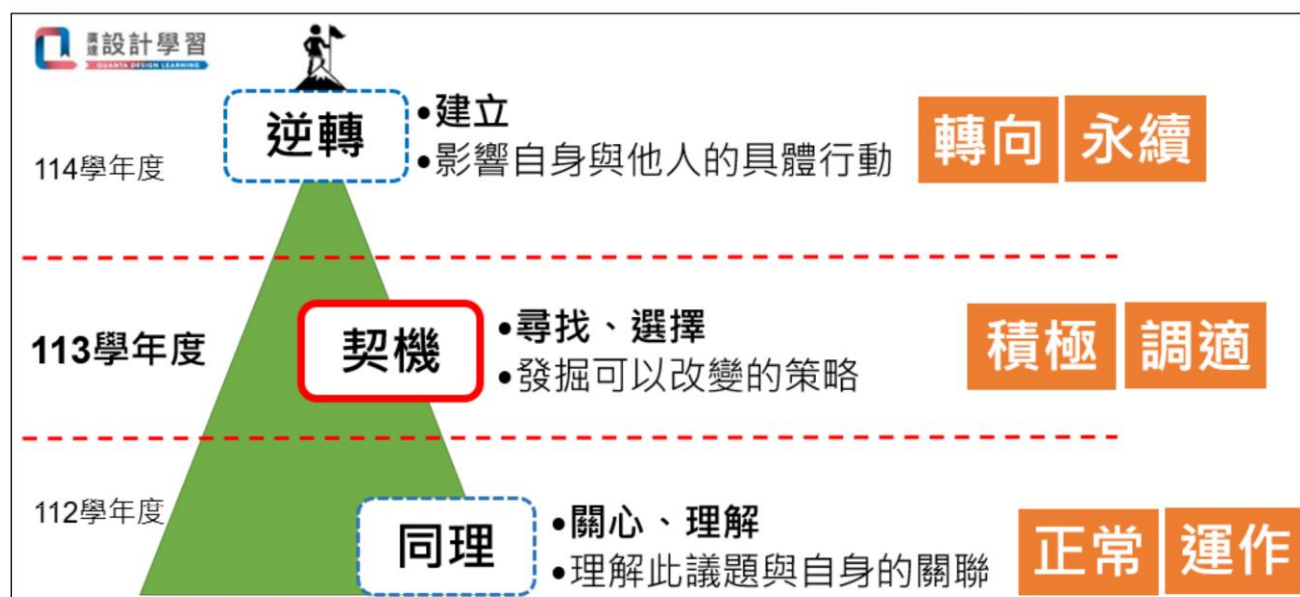 廣達設計學習
QUANTA DESIGN LEARNING
114學年度
逆轉
•建立
•影響自身與他人的具體行動
轉向 永續
113學年度
契機
•尋找、選擇
•發掘可以改變的策略
積極 調適
112學年度
同理
•關心、理解
•理解此議題與自身的關聯
正常 運作